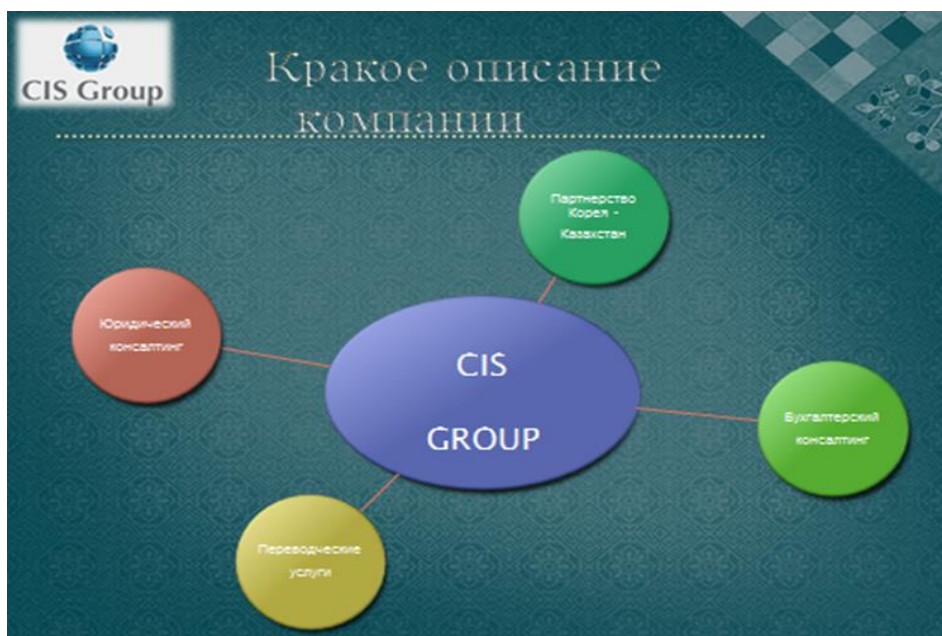 CIS Group
Кракое описание
компании
Партнерство
Корея -
Казахстан
Юридический
консалтинг
CIS
GROUP
Бухгалтерский
консалтинг
Переводческие
услуги